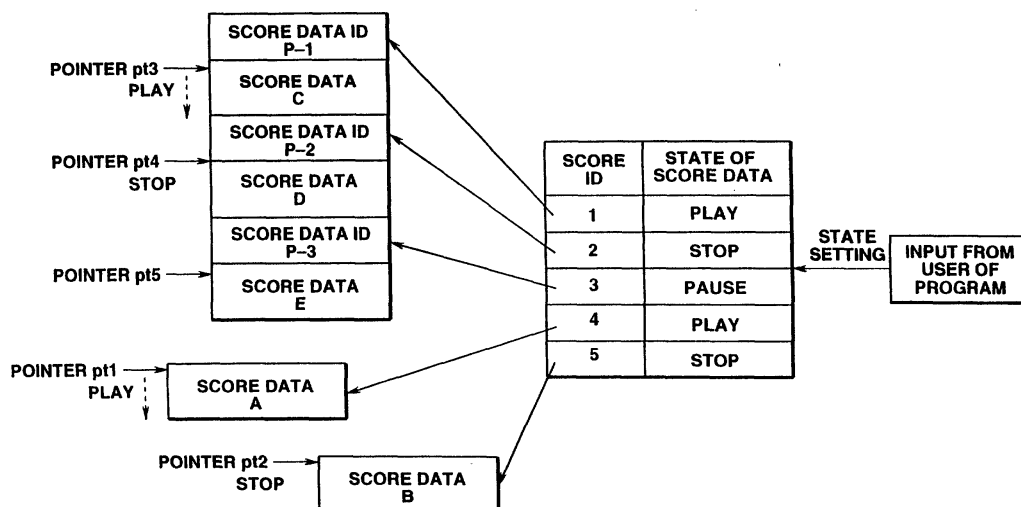 SCORE DATA ID
P–1
POINTER pt3
PLAY
SCORE DATA
C
SCORE DATA ID
P–2
POINTER pt4
STOP
SCORE DATA
D
SCORE DATA ID
P–3
POINTER pt5
SCORE DATA
E
POINTER pt1
PLAY
SCORE DATA
A
POINTER pt2
STOP
SCORE DATA
B
SCORE
ID
STATE OF
SCORE DATA
1
PLAY
2
STOP
3
PAUSE
4
PLAY
5
STOP
STATE
SETTING
INPUT FROM
USER OF
PROGRAM